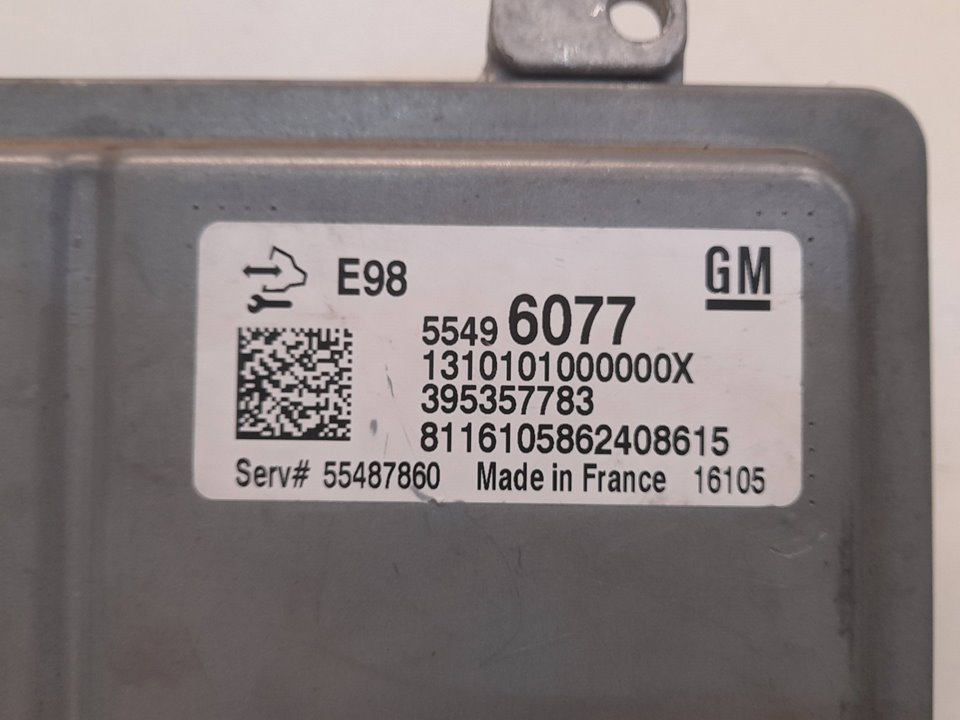 E98 GM
5549 6077
1310101000000X
395357783
8116105862408615
Serv# 55487860 Made in France 16105